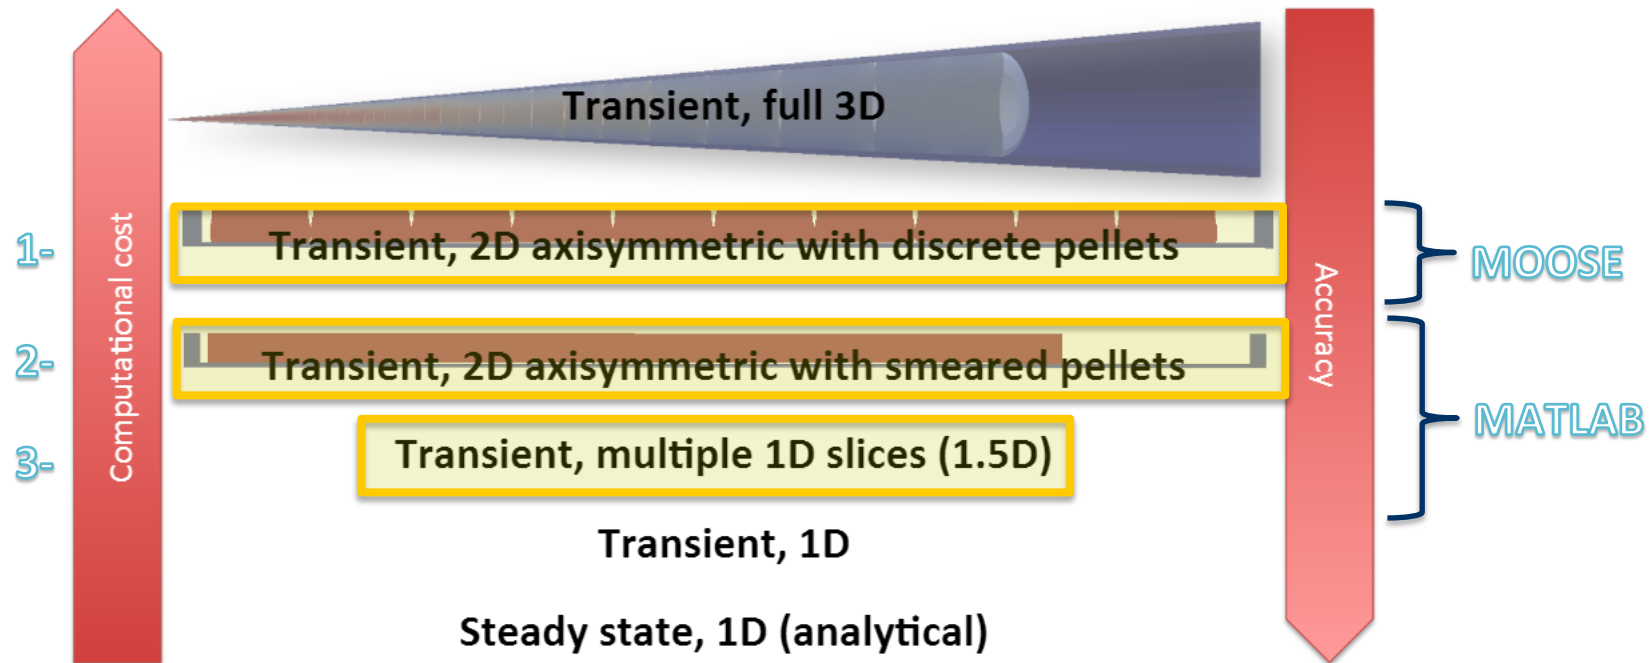 Transient, full 3D
Computational cost
1-
Transient, 2D axisymmetric with discrete pellets
MOOSE
Accuracy
2-
Transient, 2D axisymmetric with smeared pellets
MATLAB
3-
Transient, multiple 1D slices (1.5D)
Transient, 1D
Steady state, 1D (analytical)